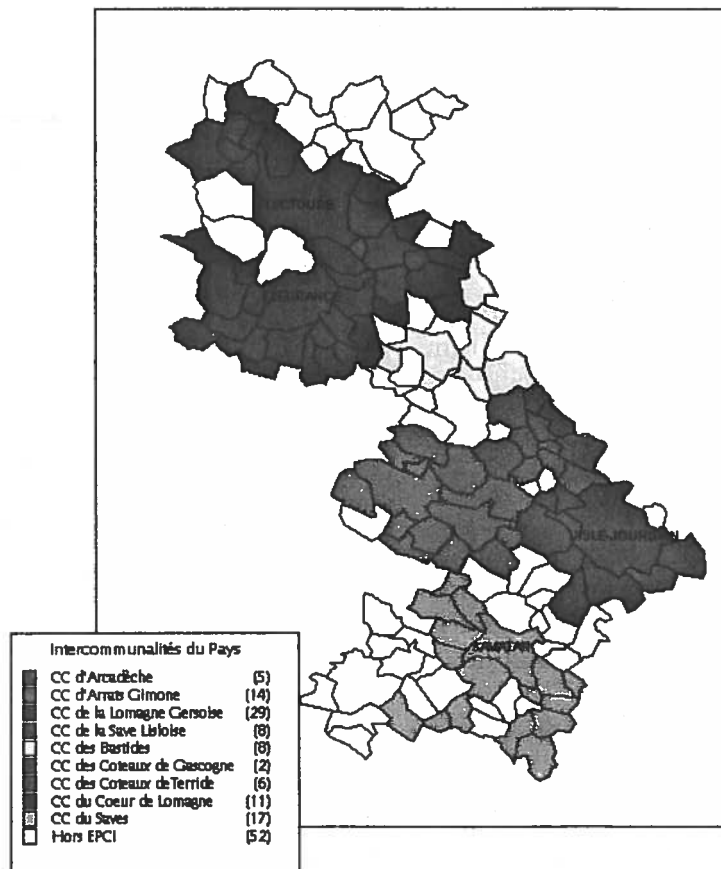 LECTOURE
L'ISLE-JOURDAIN
SAMATAN
Intercommunalités du Pays
CC d'Arcadèche (5)
CC d'Arrats Gimone (14)
CC de la Lomagne Gersoise (29)
CC de la Save Lisloise (8)
CC des Bastides (8)
CC des Coteaux de Gascogne (2)
CC des Coteaux de Terride (6)
CC du Coeur de Lomagne (11)
CC du Saves (17)
Hors EPCI (52)